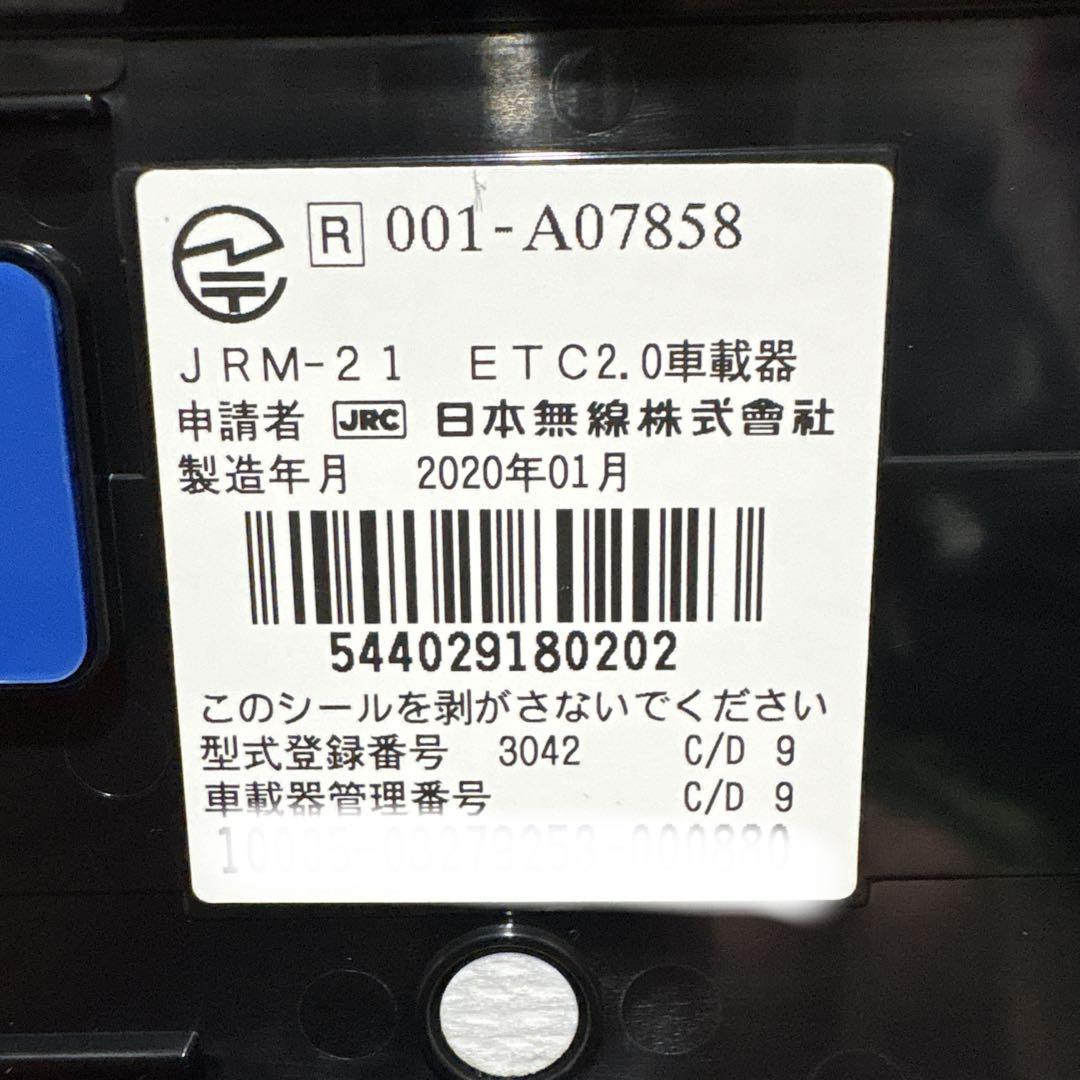 R 001-A07858
JRM-21 ETC2.0車載器
申請者 JRC 日本無線株式會社
製造年月 2020年01月
544029180202
このシールを剥がさないでください
型式登録番号 3042 C/D 9
車載器管理番号 C/D 9